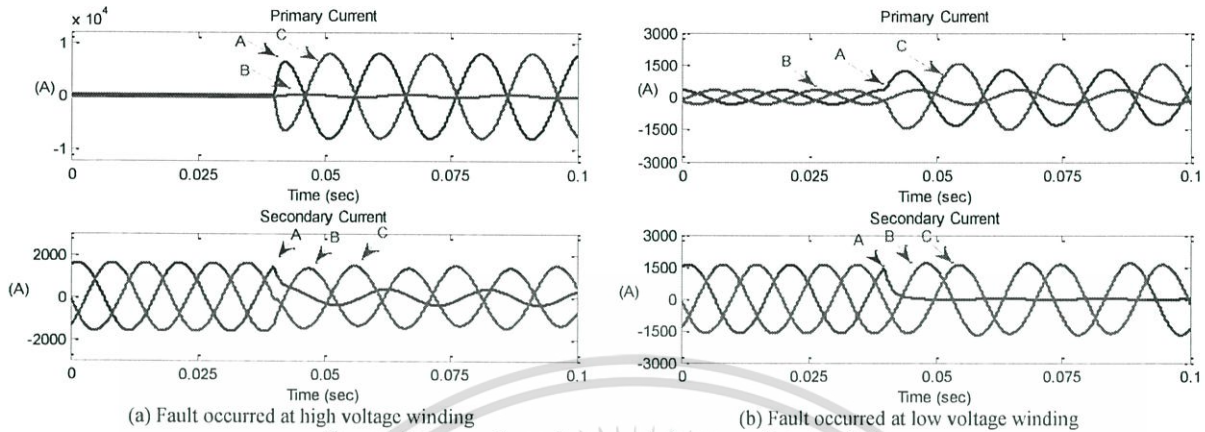 Primary Current
x 10⁴
A
C
B
(A)
1
0
-1
0
0.025
0.05
0.075
0.1
Time (sec)
Secondary Current
A
B
C
(A)
2000
0
-2000
0
0.025
0.05
0.075
0.1
Time (sec)
(a) Fault occurred at high voltage winding
Primary Current
B
A
C
(A)
3000
1500
0
-1500
-3000
0
0.025
0.05
0.075
0.1
Time (sec)
Secondary Current
A
B
C
(A)
3000
1500
0
-1500
-3000
0
0.025
0.05
0.075
0.1
Time (sec)
(b) Fault occurred at low voltage winding